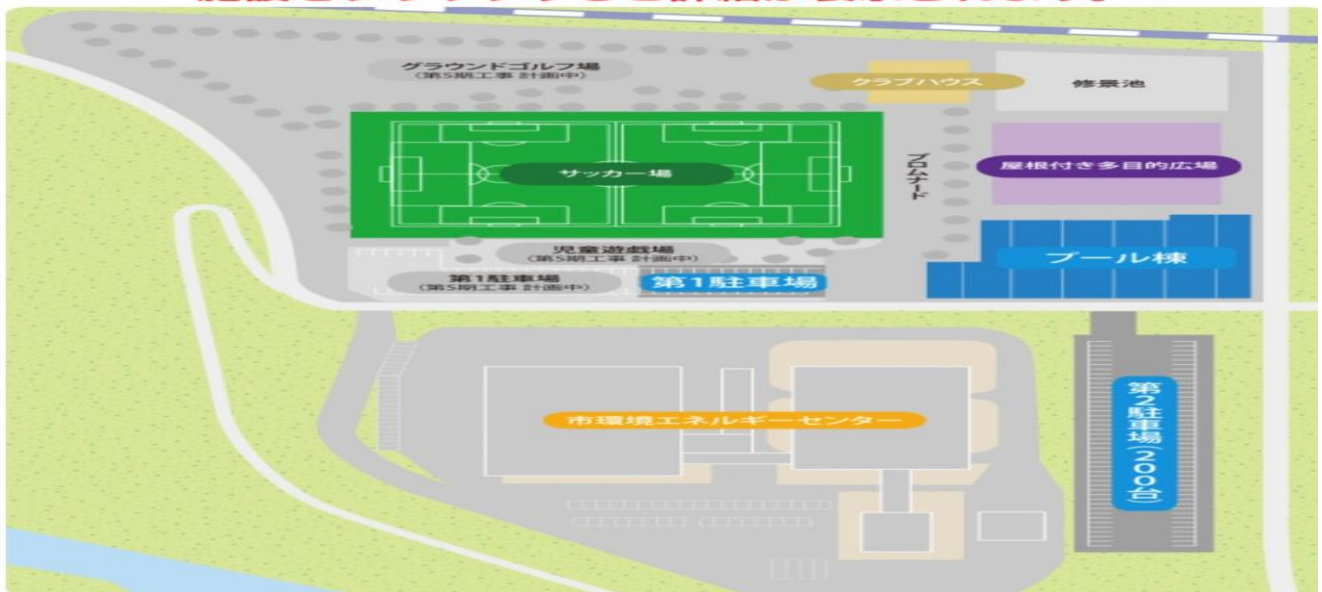 グラウンドゴルフ場
(第5期工事 計画中)
クラブハウス
修景池
サッカー場
プロムナード
屋根付き多目的広場
児童遊戯場
(第5期工事 計画中)
第1駐車場
(第5期工事 計画中)
第1駐車場
プール棟
市環境エネルギーセンター
第2駐車場(200台)